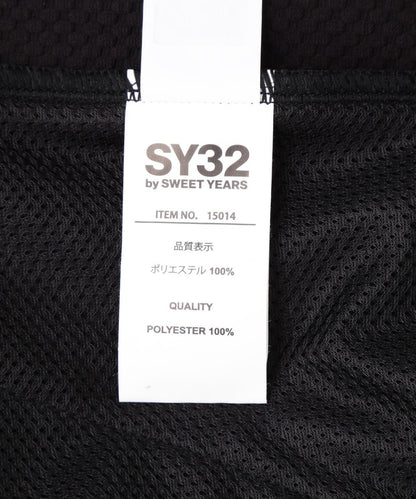 SY32
by SWEET YEARS
ITEM NO. 15014
品質表示
ポリエステル 100%
QUALITY
POLYESTER 100%